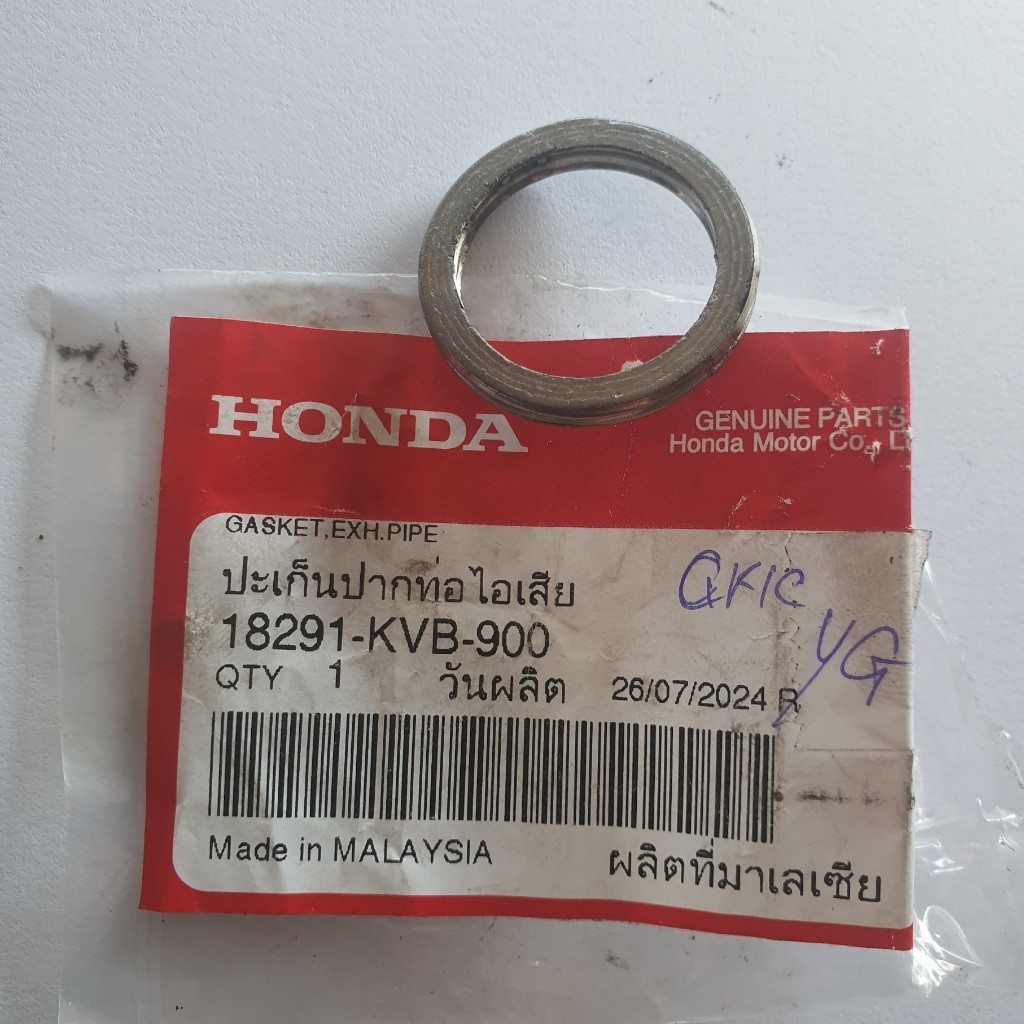 HONDA
GENUINE PARTS
Honda Motor Co., L
GASKET,EXH.PIPE
ปะเก็นปากท่อไอเสีย
18291-KVB-900
QTY 1 วันผลิต 26/07/2024 R
YG
Made in MALAYSIA
ผลิตที่มาเลเซีย